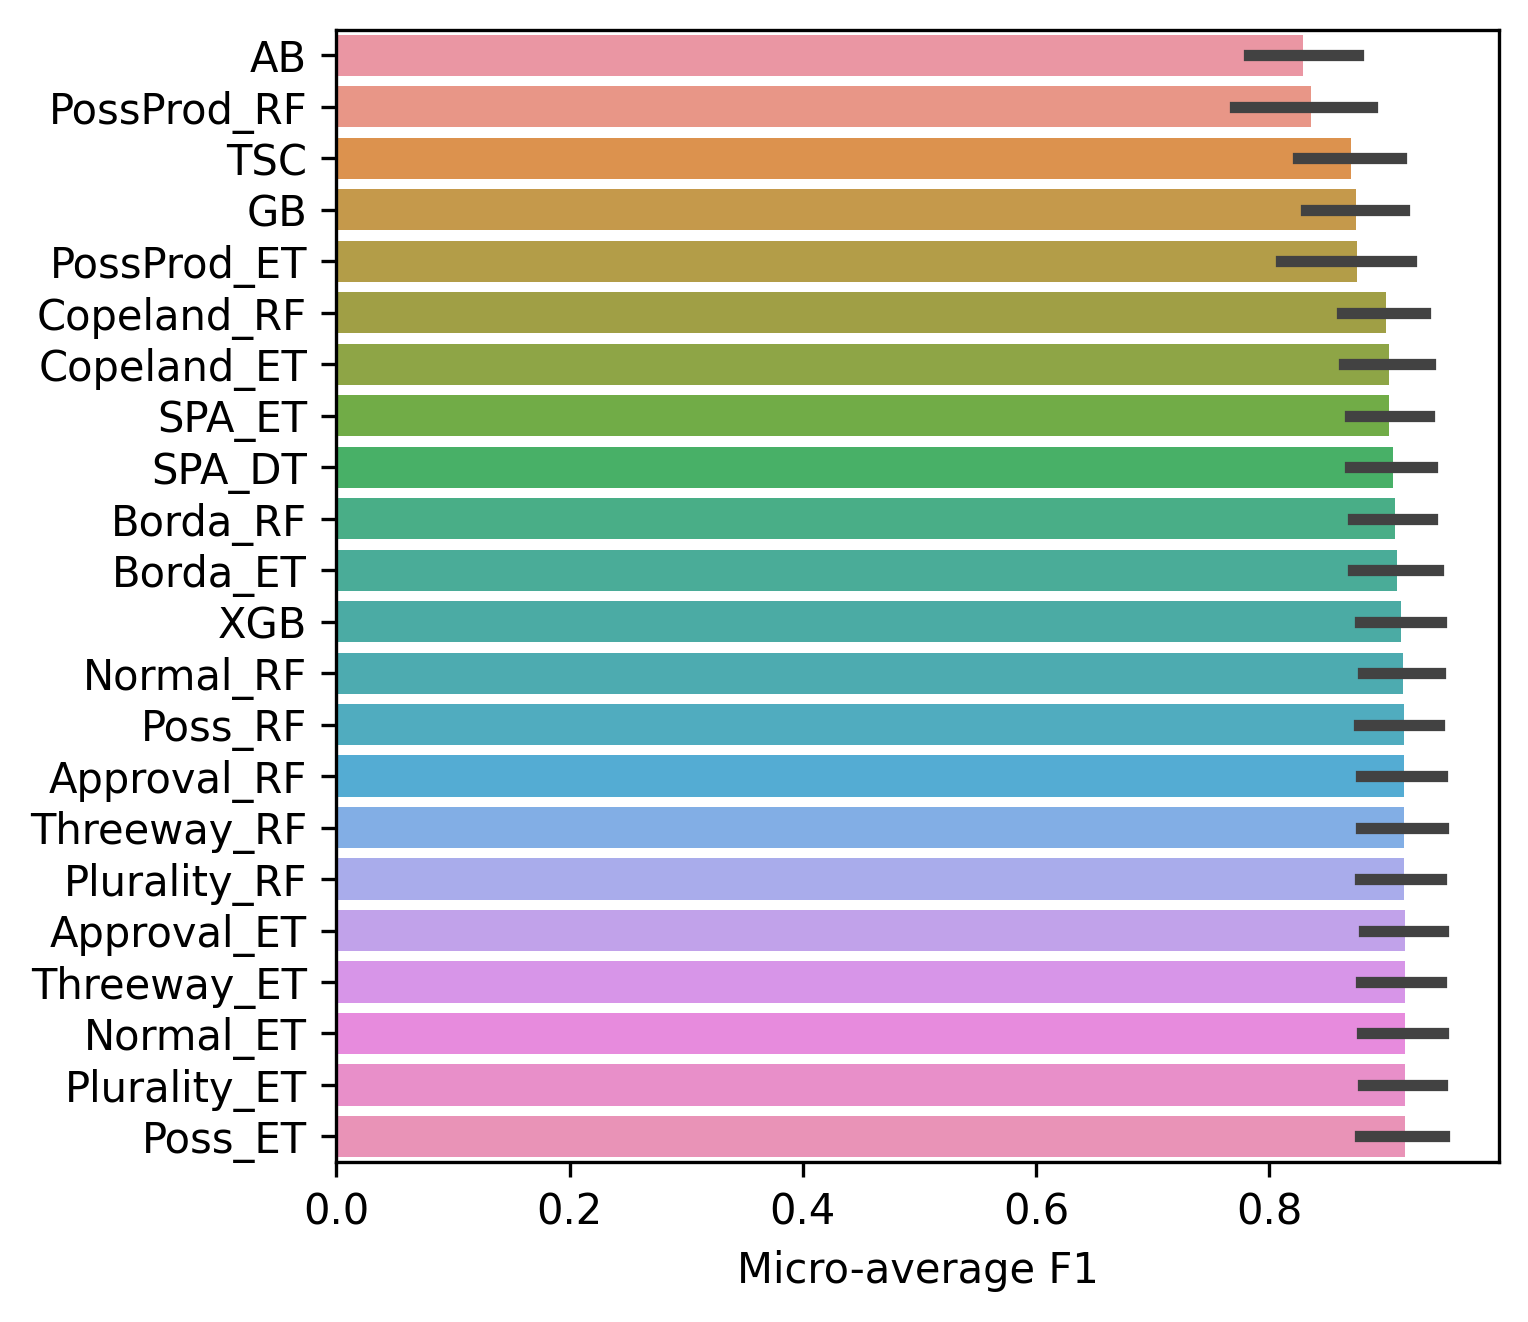 AB
PossProd_RF
TSC
GB
PossProd_ET
Copeland_RF
Copeland_ET
SPA_ET
SPA_DT
Borda_RF
Borda_ET
XGB
Normal_RF
Poss_RF
Approval_RF
Threeway_RF
Plurality_RF
Approval_ET
Threeway_ET
Normal_ET
Plurality_ET
Poss_ET
0.0 0.2 0.4 0.6 0.8
Micro-average F1